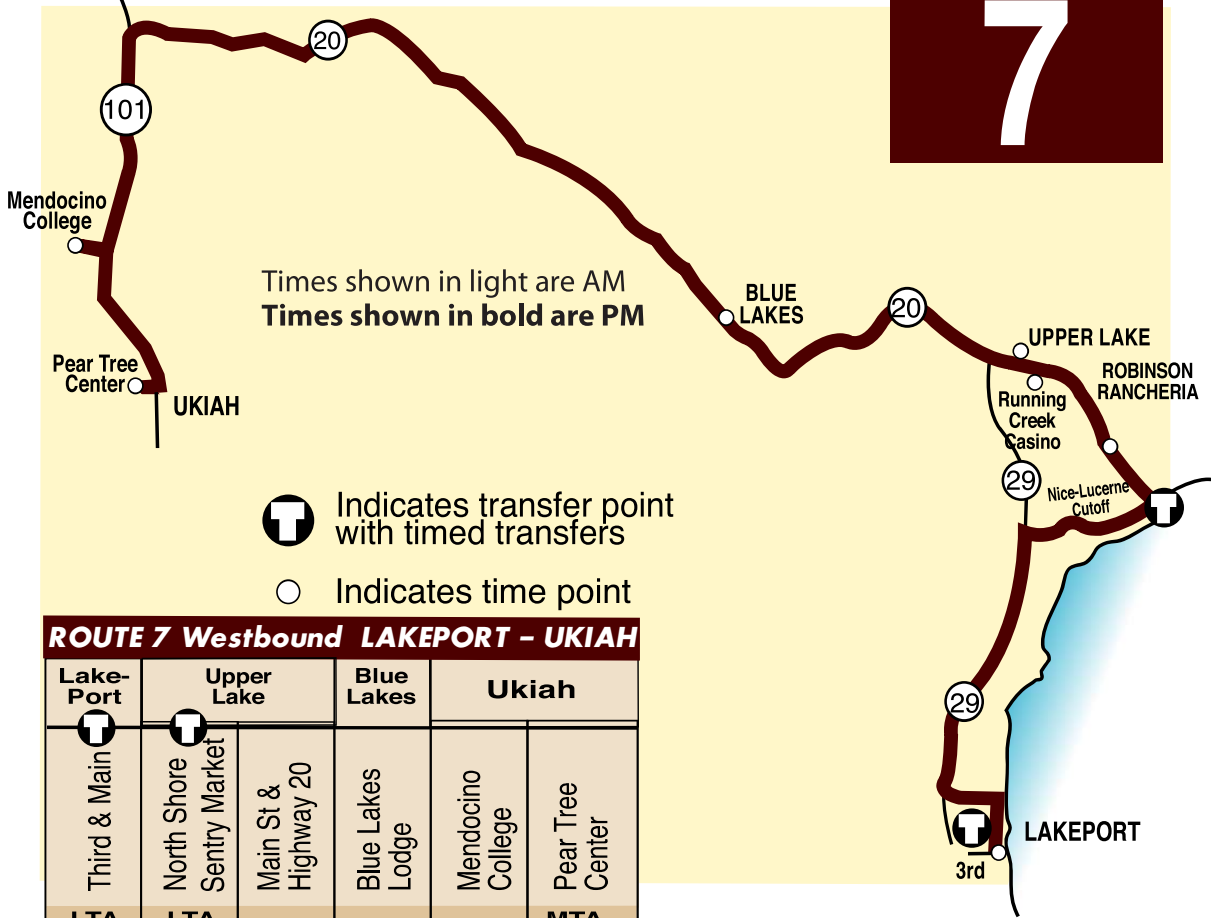 7
20
101
Mendocino
College
Times shown in light are AM
Times shown in bold are PM
BLUE
LAKES
20
UPPER LAKE
ROBINSON
RANCHERIA
Running
Creek
Casino
Pear Tree
Center
UKIAH
29
Nice-Lucerne
Cutoff
T
T Indicates transfer point
with timed transfers
Indicates time point
29
T
LAKEPORT
3rd
ROUTE 7 Westbound LAKEPORT – UKIAH
Lake-
Port
Upper
Lake
Blue
Lakes
Ukiah
T
T
Third & Main
North Shore
Sentry Market
Main St &
Highway 20
Blue Lakes
Lodge
Mendocino
College
Pear Tree
Center
LTA
LTA
MTA